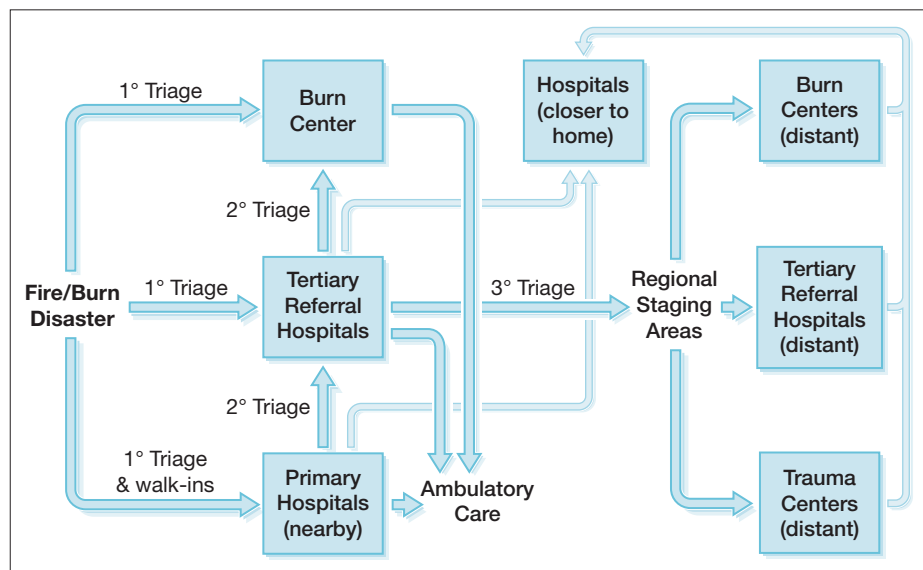 1° Triage
Burn
Center
Hospitals
(closer to
home)
Burn
Centers
(distant)
2° Triage
Fire/Burn
Disaster
1° Triage
Tertiary
Referral
Hospitals
3° Triage
Regional
Staging
Areas
Tertiary
Referral
Hospitals
(distant)
2° Triage
1° Triage
& walk-ins
Primary
Hospitals
(nearby)
Ambulatory
Care
Trauma
Centers
(distant)